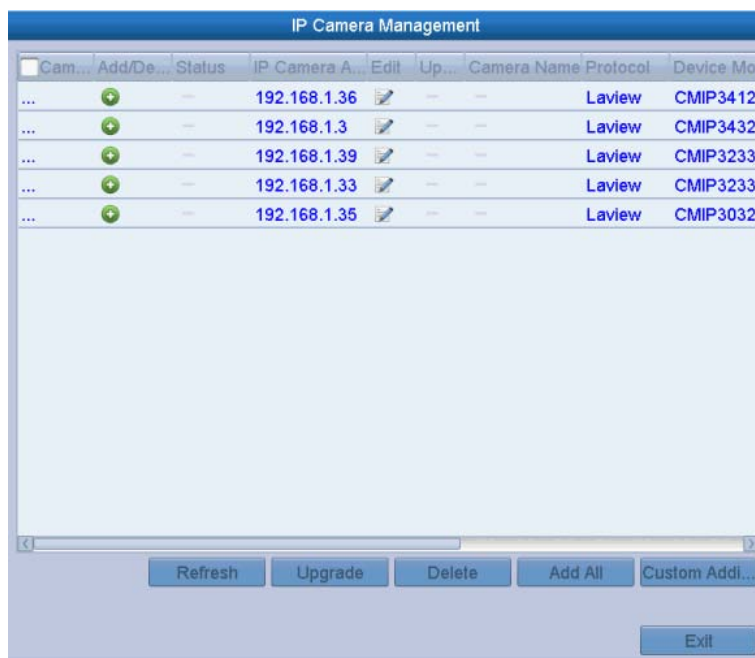 IP Camera Management
Cam... Add/De... Status IP Camera A... Edit Up... Camera Name Protocol Device Mo
... 192.168.1.36 Laview CMIP3412
... 192.168.1.3 Laview CMIP3432
... 192.168.1.39 Laview CMIP3233
... 192.168.1.33 Laview CMIP3233
... 192.168.1.35 Laview CMIP3032
Refresh Upgrade Delete Add All Custom Addi...
Exit